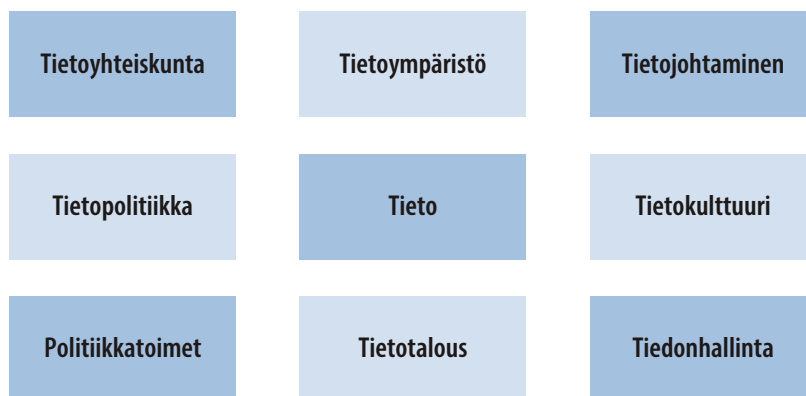 Tietoyhteiskunta
Tietoympäristö
Tietojohtaminen
Tietopolitiikka
Tieto
Tietokulttuuri
Politiikkatoimet
Tietotalous
Tiedonhallinta